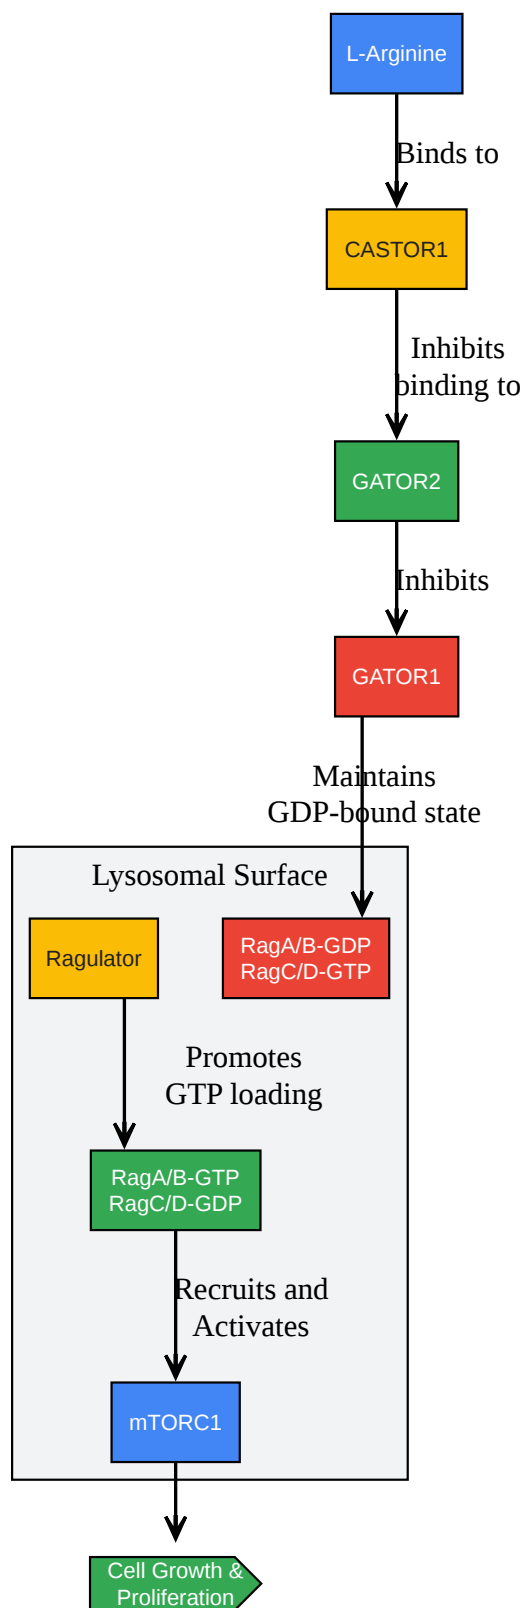 L-Arginine
Binds to
CASTOR1
Inhibits
binding to
GATOR2
Inhibits
GATOR1
Maintains
GDP-bound state
Lysosomal Surface
Ragulator
RagA/B-GDP
RagC/D-GTP
Promotes
GTP loading
RagA/B-GTP
RagC/D-GDP
Recruits and
Activates
mTORC1
Cell Growth &
Proliferation